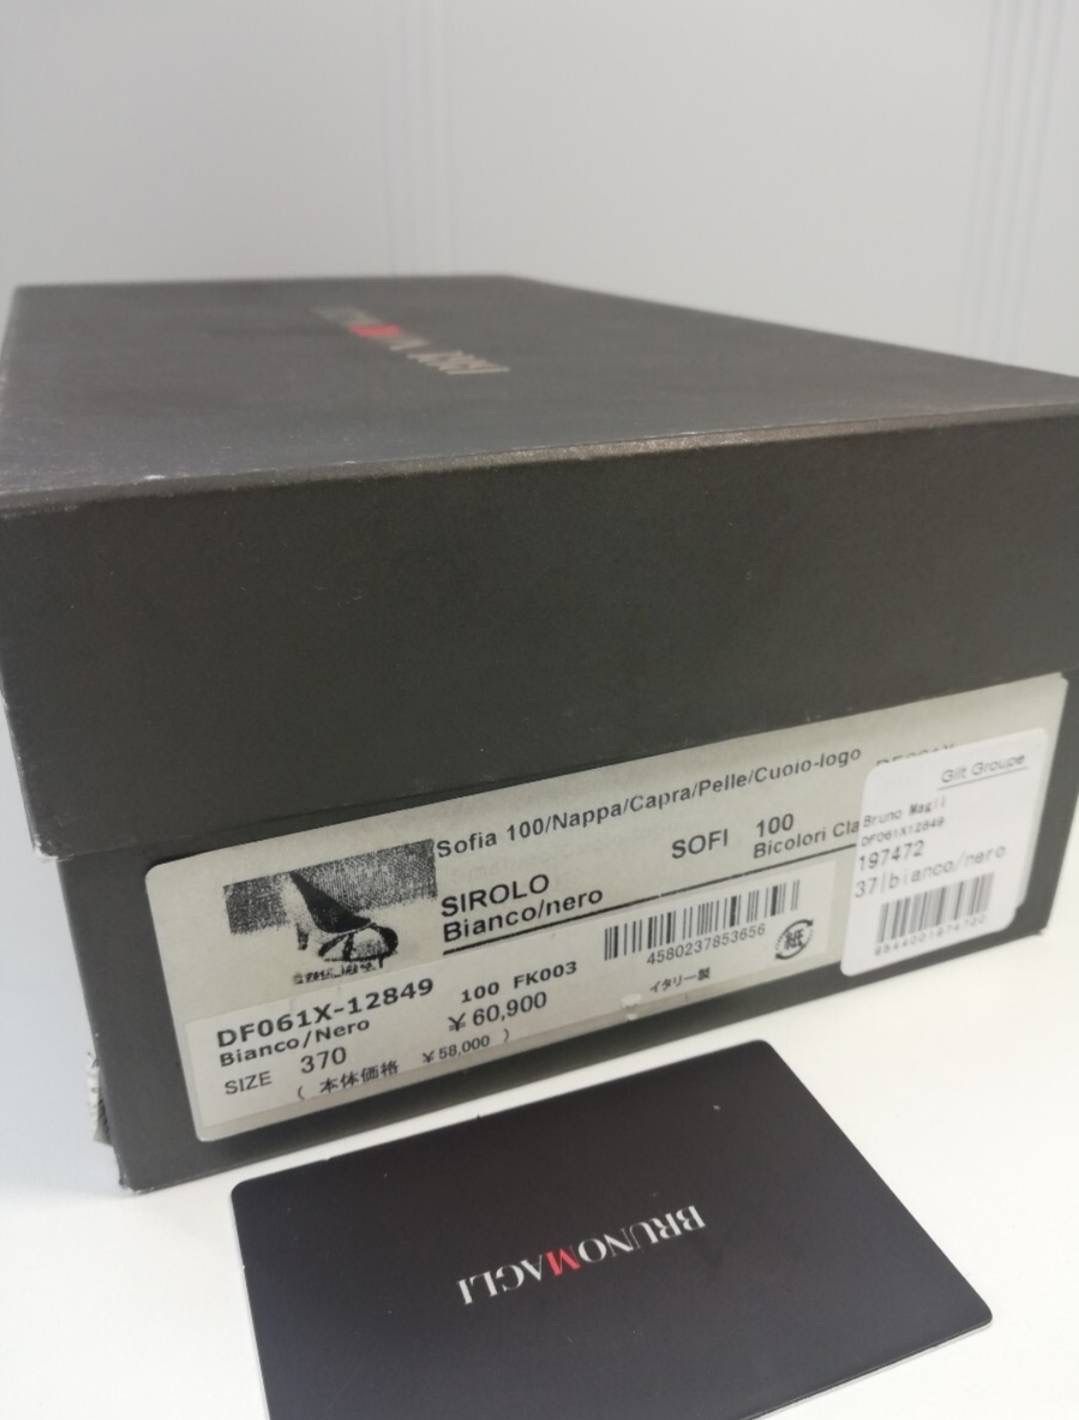 Sofia 100/Nappa/Capra/Pelle/Cuoio-logo
SOFI 100
Bicolori Cla
SIROLO
Bianco/nero
4580237853656
紙
イタリー製
DF061X-12849
Bianco/Nero
100 FK003
SIZE 370
￥60,900
( 本体価格 ￥58,000 )
Gilt Groupe
Bruno Magli
DF061X12849
197472
37|bianco/nero
BRUNOMAGLI